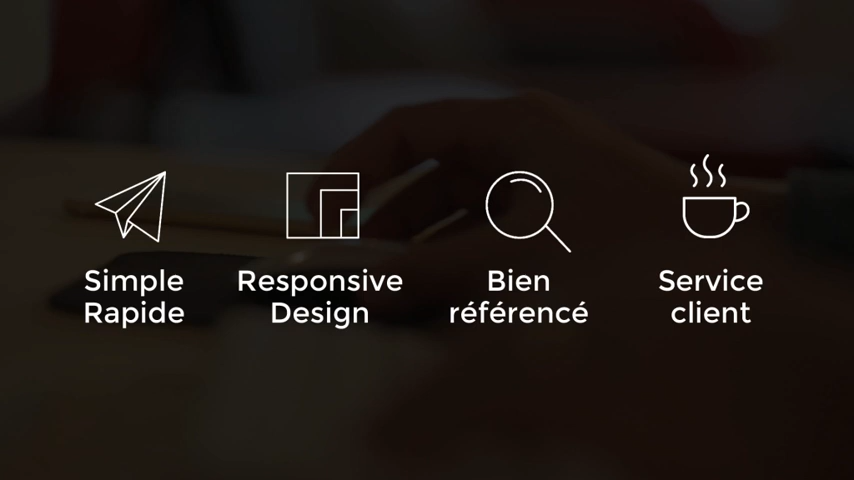 Simple
Rapide
Responsive
Design
Bien
référencé
Service
client